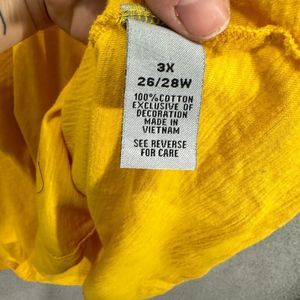 3X
26/28W
100% COTTON
EXCLUSIVE OF
DECORATION
MADE IN
VIETNAM
SEE REVERSE
FOR CARE